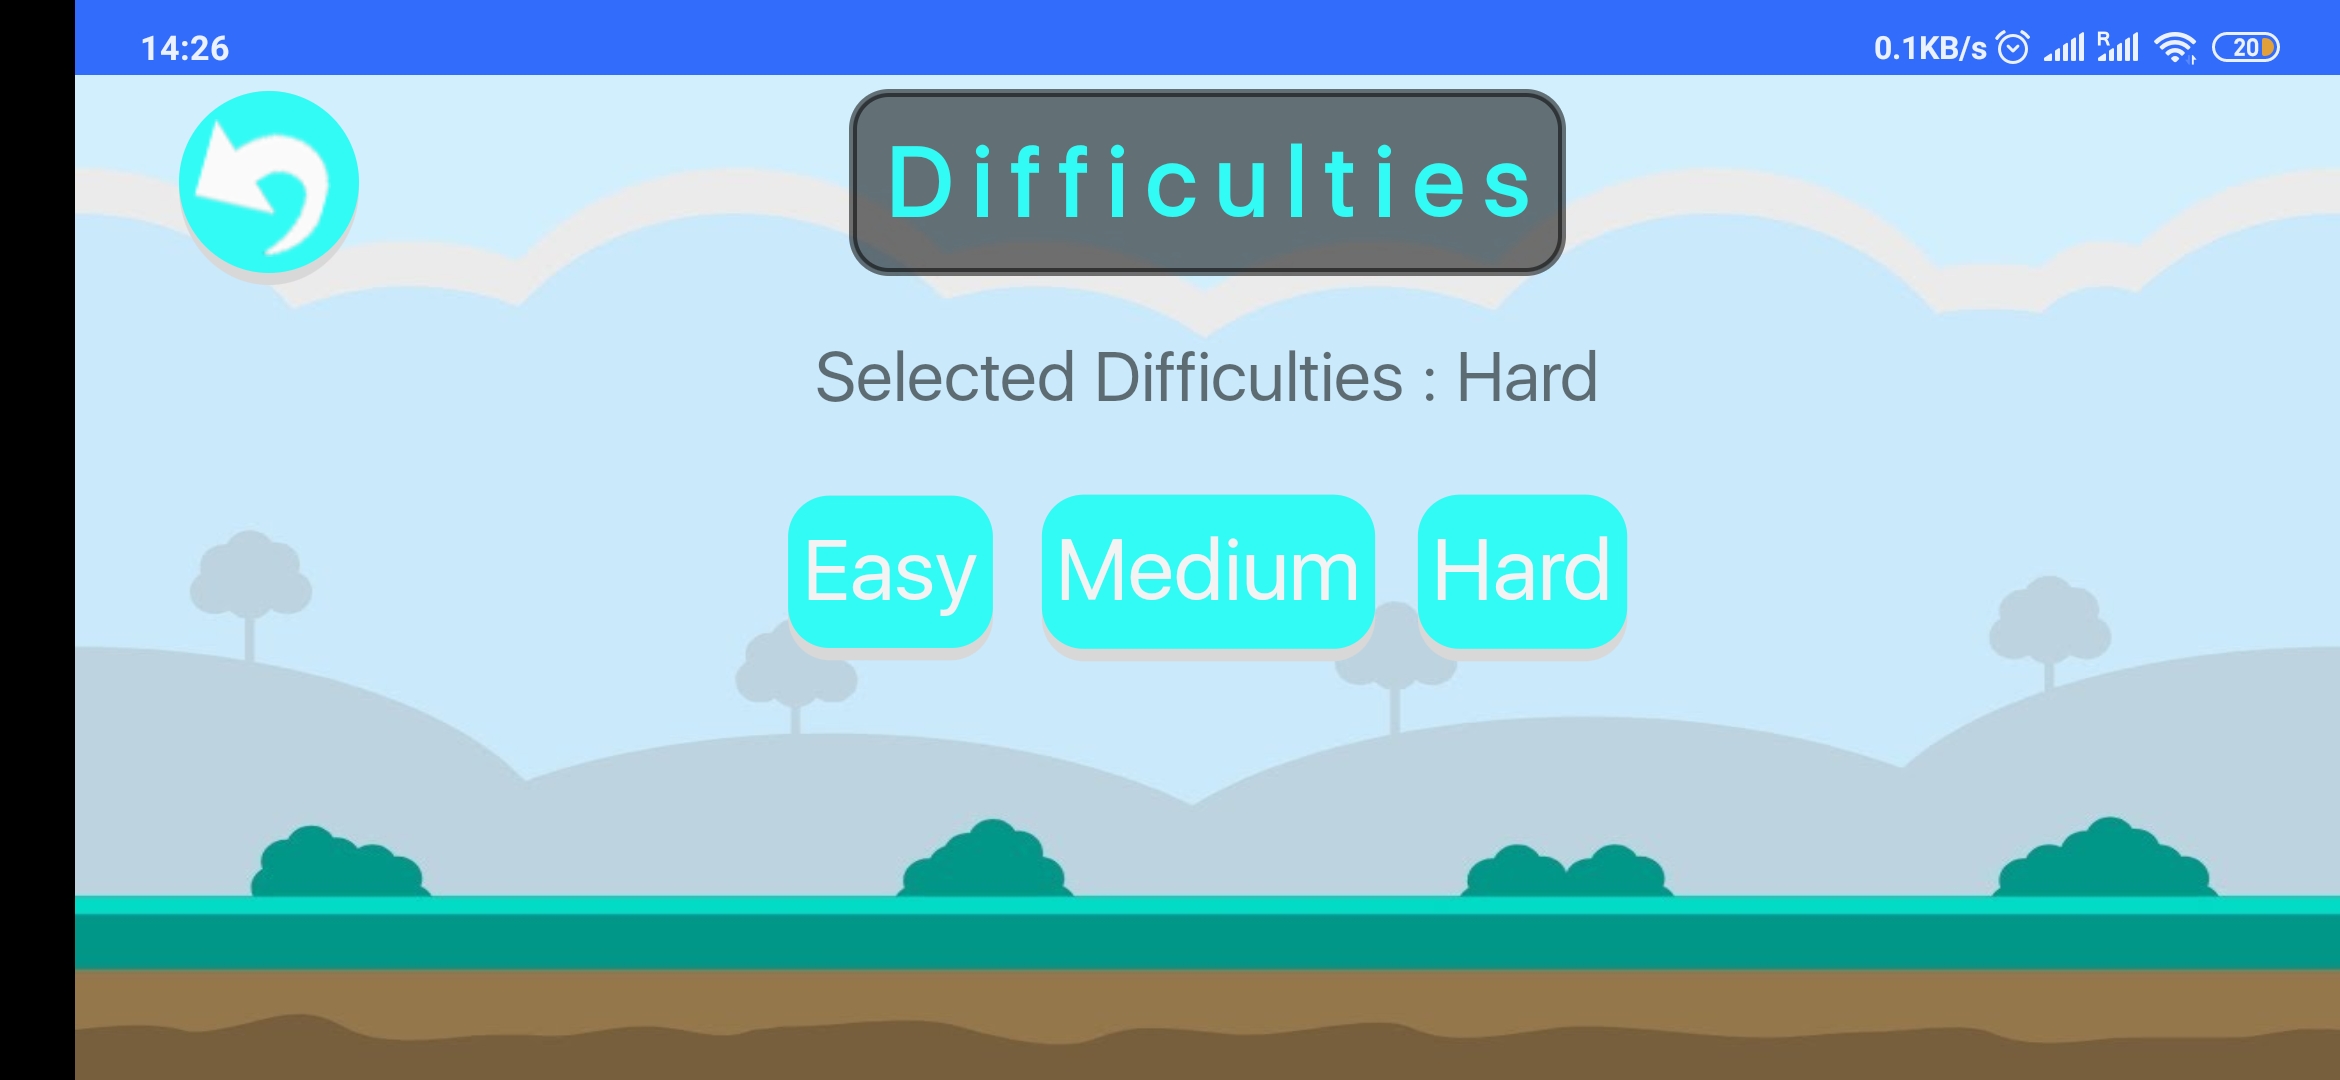 14:26
0.1KB/s R 20
Difficulties
Selected Difficulties : Hard
Easy Medium Hard